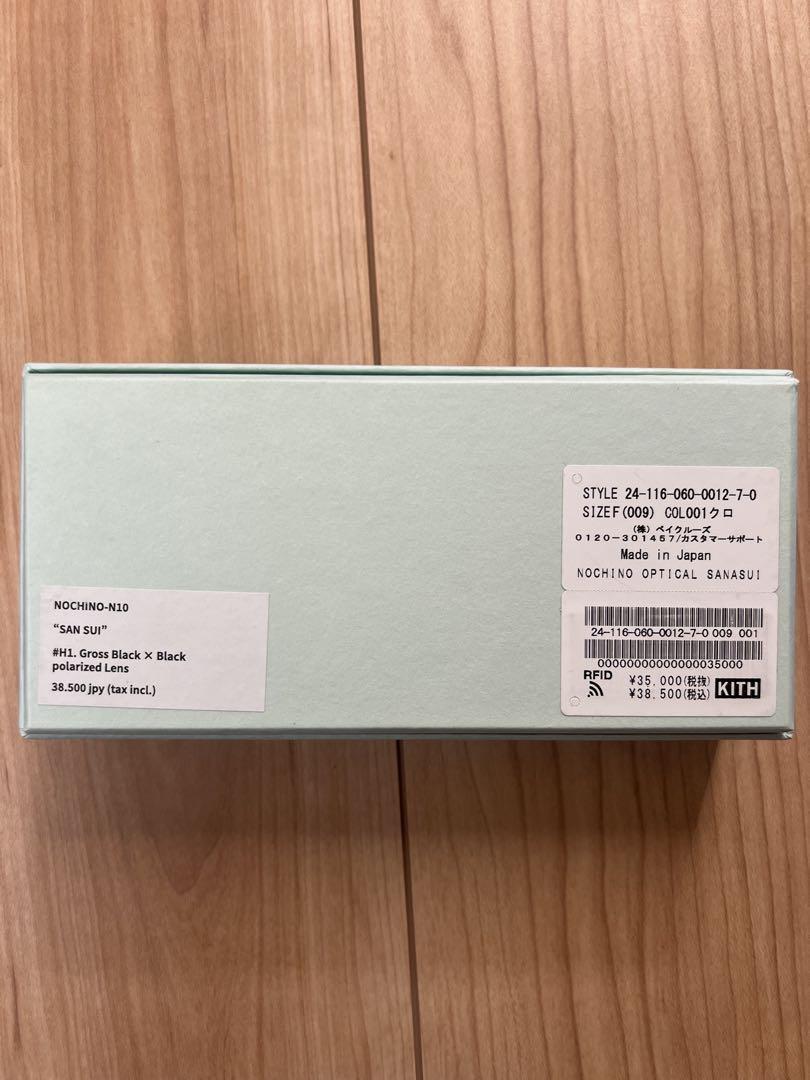 NOCHINO-N10
“SAN SUI”
#H1. Gross Black × Black
polarized Lens
38.500 jpy (tax incl.)
STYLE 24-116-060-0012-7-0
SIZEF(009) COL001クロ
(株) ベイクルーズ
0120-301457/カスタマーサポート
Made in Japan
NOCHINO OPTICAL SANASUI
24-116-060-0012-7-0 009 001
00000000000000035000
RFID
¥35,000(税抜)
¥38,500(税込)
KITH